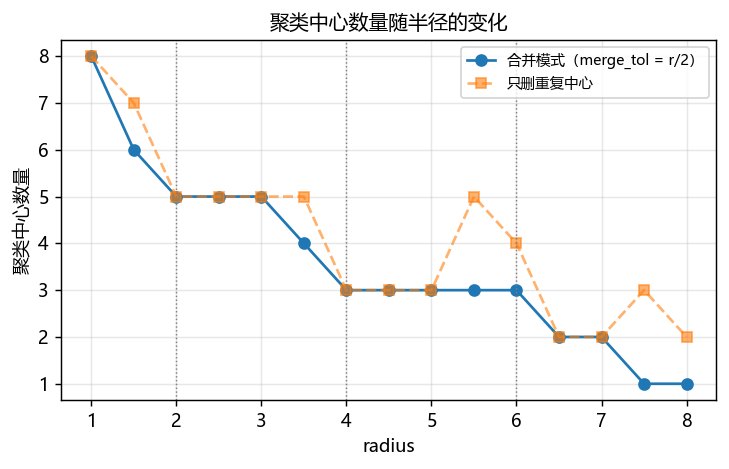 聚类中心数量随半径的变化
合并模式（merge_tol = r/2）
只删重复中心
聚类中心数量
8
7
6
5
4
3
2
1
1 2 3 4 5 6 7 8
radius